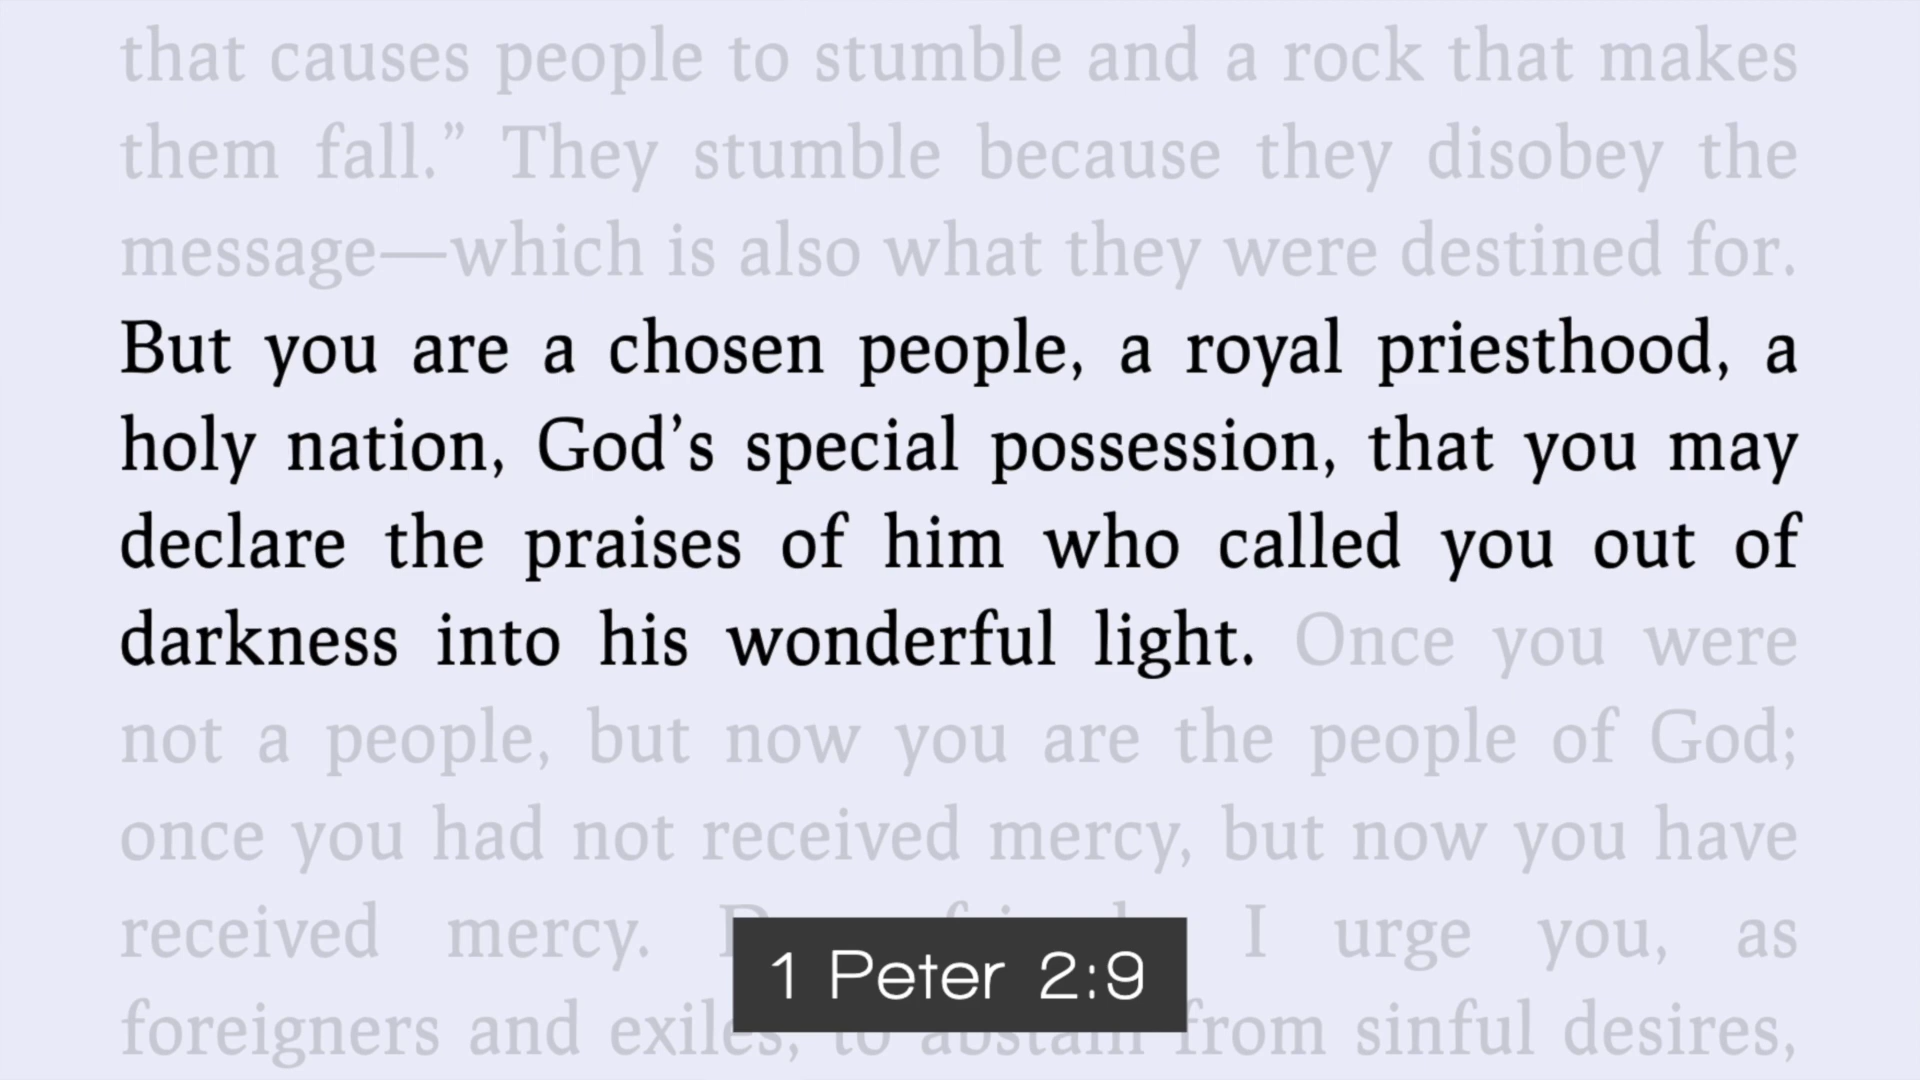 that causes people to stumble and a rock that makes
them fall.” They stumble because they disobey the
message—which is also what they were destined for.
But you are a chosen people, a royal priesthood, a
holy nation, God’s special possession, that you may
declare the praises of him who called you out of
darkness into his wonderful light. Once you were
not a people, but now you are the people of God;
once you had not received mercy, but now you have
received mercy. I urge you, as
foreigners and exiles, to abstain from sinful desires,
1 Peter 2:9